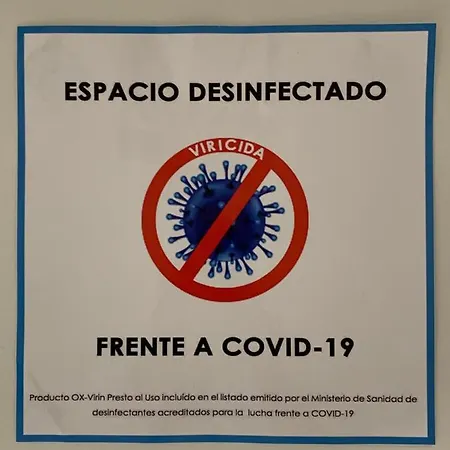 ESPACIO DESINFECTADO
VIRICIDA
FRENTE A COVID-19
Producto OX-Virin Presto al Uso incluído en el listado emitido por el Ministerio de Sanidad de
desinfectantes acreditados para la lucha frente a COVID-19